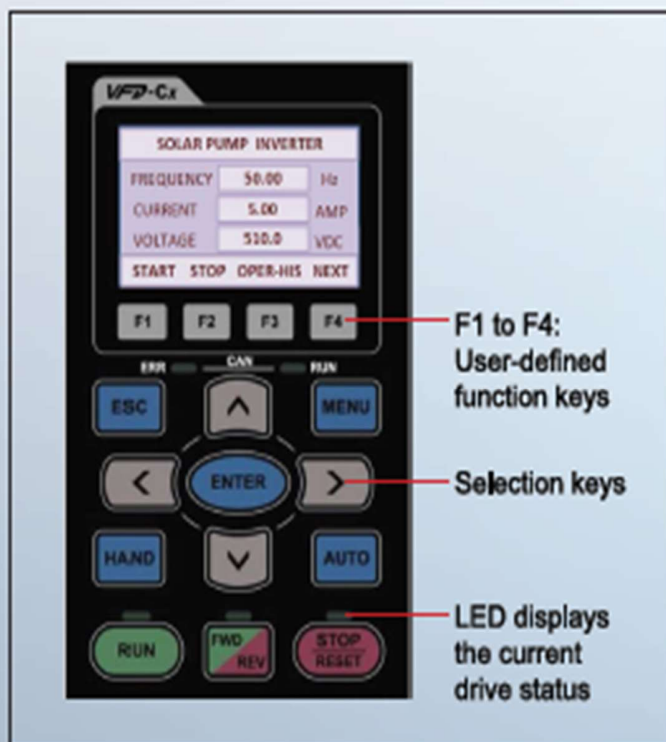 VFD-Cx
SOLAR PUMP INVERTER
FREQUENCY 50.00 Hz
CURRENT 5.00 AMP
VOLTAGE 510.0 VDC
START STOP OPER-HIS NEXT
F1 F2 F3 F4
F1 to F4:
User-defined
function keys
ERR CAN RUN
ESC MENU
ENTER
Selection keys
HAND AUTO
LED displays
the current
drive status
RUN
FWD
REV
STOP
RESET